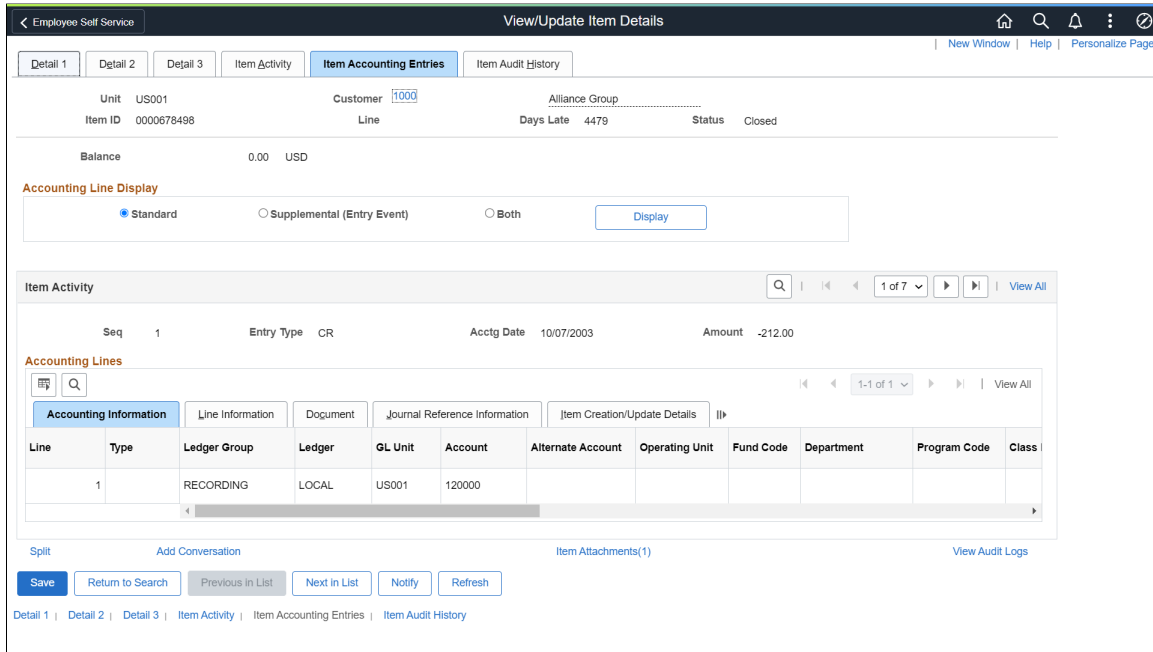 Employee Self Service View/Update Item Details
New Window | Help | Personalize Page
Detail 1 Detail 2 Detail 3 Item Activity Item Accounting Entries Item Audit History
Unit US001 Customer 1000 Alliance Group
Item ID 0000678498 Line Days Late 4479 Status Closed
Balance 0.00 USD
Accounting Line Display
Standard Supplemental (Entry Event) Both Display
Item Activity 1 of 7 | View All
Seq 1 Entry Type CR Acctg Date 10/07/2003 Amount -212.00
Accounting Lines
1-1 of 1 | View All
Accounting Information Line Information Document Journal Reference Information Item Creation/Update Details
Line Type Ledger Group Ledger GL Unit Account Alternate Account Operating Unit Fund Code Department Program Code Class
1 RECORDING LOCAL US001 120000
Split Add Conversation Item Attachments(1) View Audit Logs
Save Return to Search Previous in List Next in List Notify Refresh
Detail 1 | Detail 2 | Detail 3 | Item Activity | Item Accounting Entries | Item Audit History